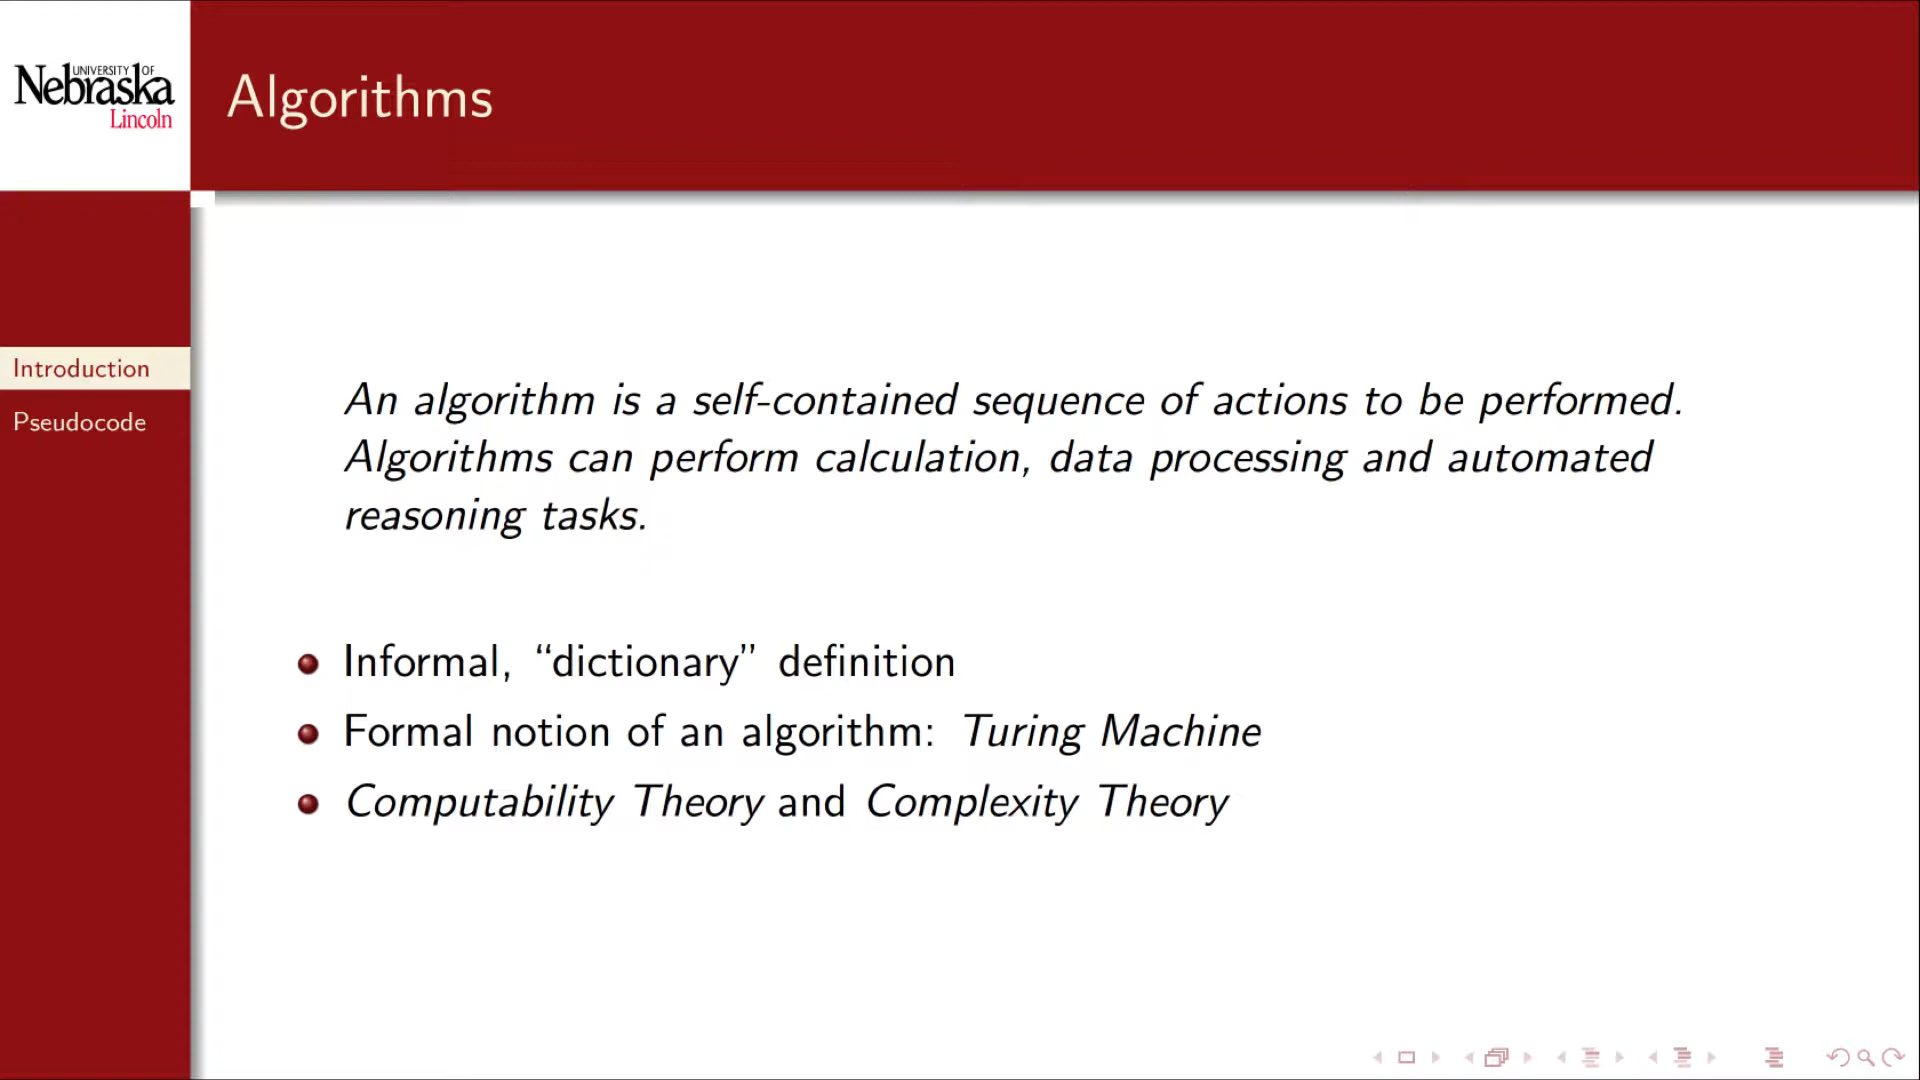 UNIVERSITY OF
Nebraska
Lincoln
Algorithms
Introduction
Pseudocode
An algorithm is a self-contained sequence of actions to be performed.
Algorithms can perform calculation, data processing and automated
reasoning tasks.
Informal, “dictionary” definition
Formal notion of an algorithm: Turing Machine
Computability Theory and Complexity Theory